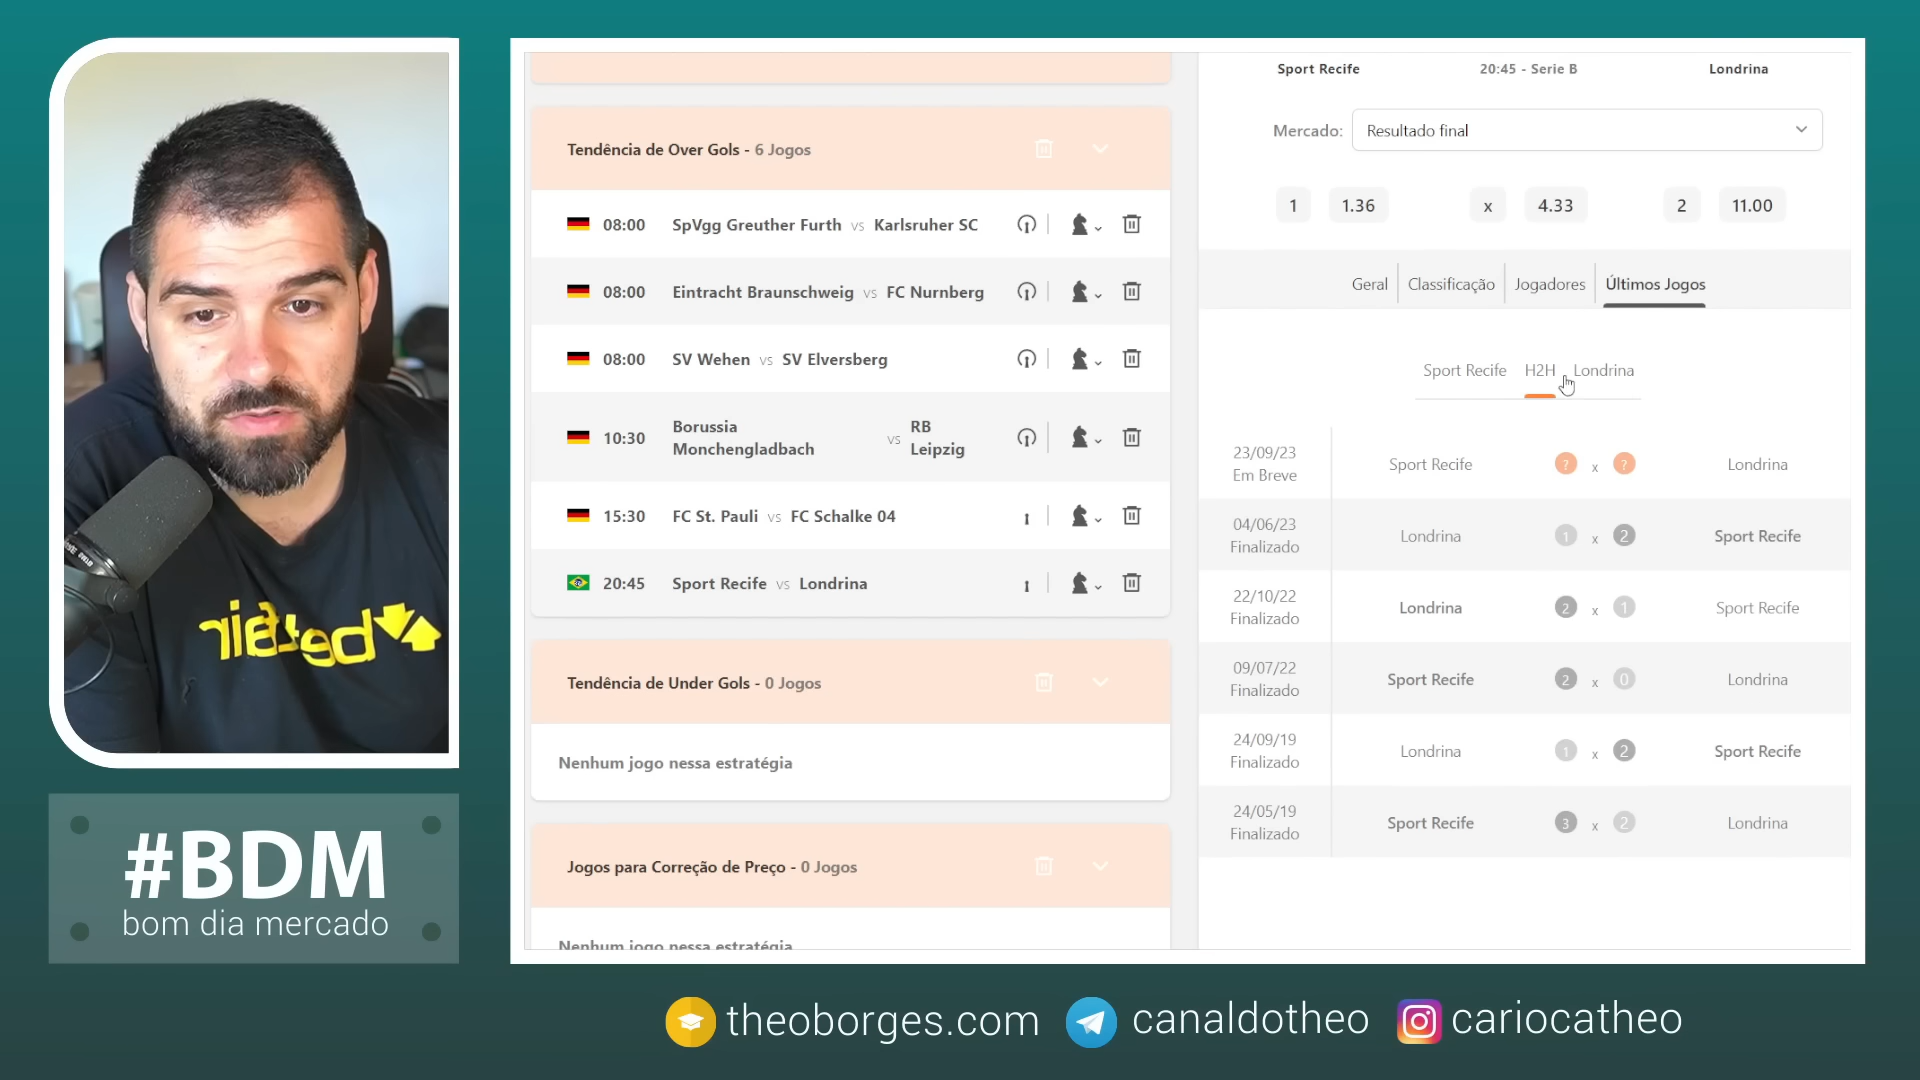 betfair
#BDM
bom dia mercado
Tendência de Over Gols - 6 Jogos
08:00 SpVgg Greuther Furth vs Karlsruher SC
08:00 Eintracht Braunschweig vs FC Nurnberg
08:00 SV Wehen vs SV Elversberg
10:30 Borussia Monchengladbach vs RB Leipzig
15:30 FC St. Pauli vs FC Schalke 04
20:45 Sport Recife vs Londrina
Tendência de Under Gols - 0 Jogos
Nenhum jogo nessa estratégia
Jogos para Correção de Preço - 0 Jogos
Nenhum jogo nessa estratégia
Sport Recife 20:45 - Serie B Londrina
Mercado: Resultado final
1 1.36 x 4.33 2 11.00
Geral Classificação Jogadores Últimos Jogos
Sport Recife H2H Londrina
23/09/23 Em Breve Sport Recife ? x ? Londrina
04/06/23 Finalizado Londrina 1 x 2 Sport Recife
22/10/22 Finalizado Londrina 2 x 1 Sport Recife
09/07/22 Finalizado Sport Recife 2 x 0 Londrina
24/09/19 Finalizado Londrina 1 x 2 Sport Recife
24/05/19 Finalizado Sport Recife 3 x 2 Londrina
theoborges.com canaldotheo cariocatheo